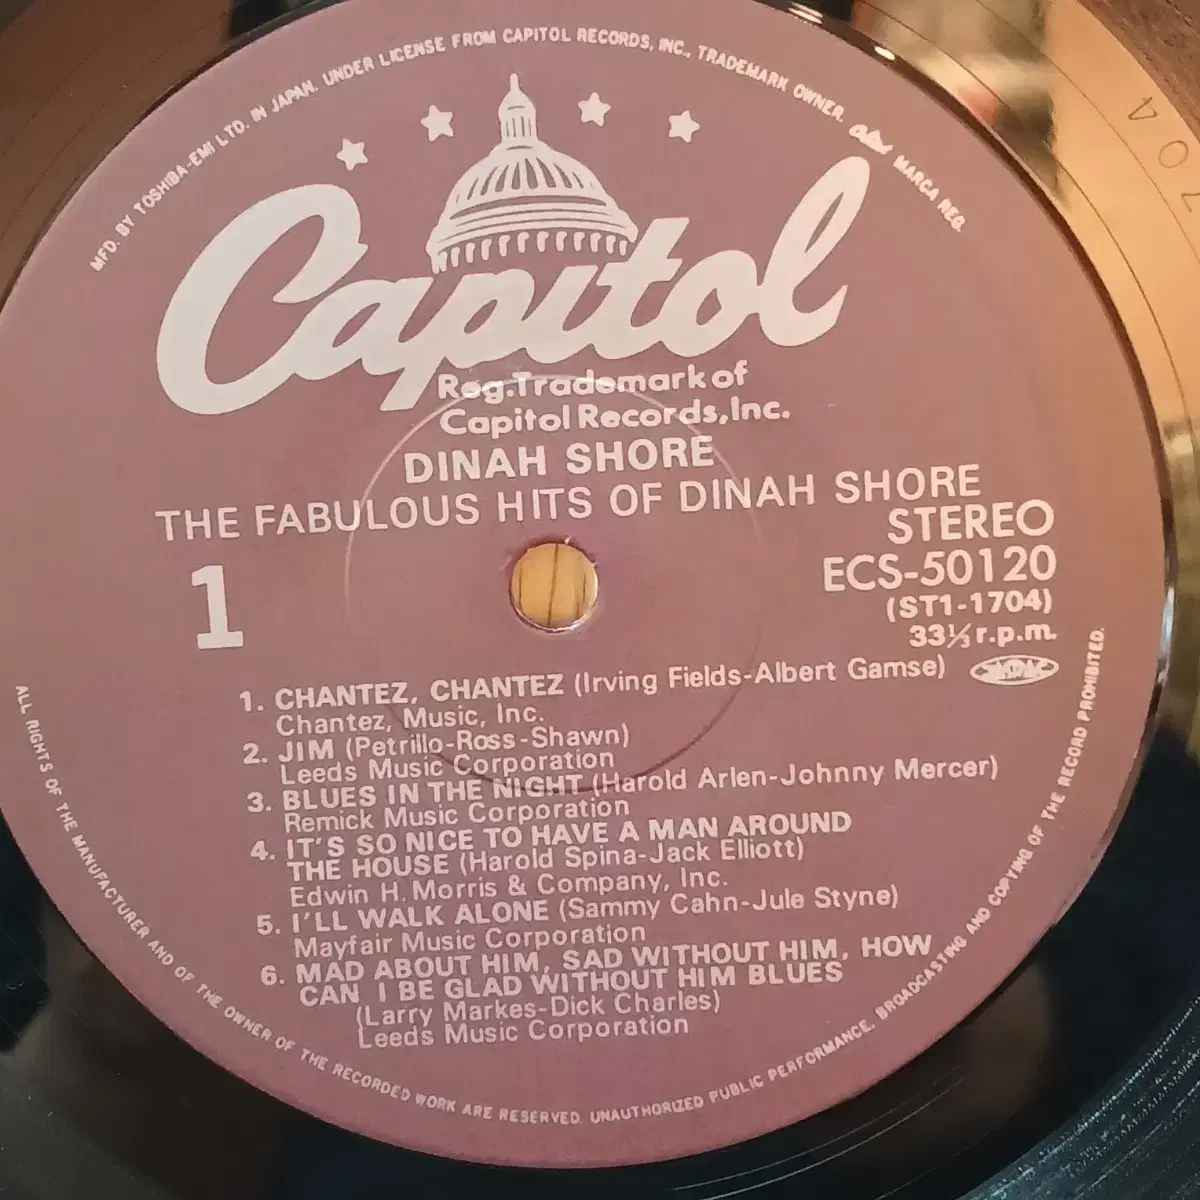 MFD. BY TOSHIBA-EMI LTD. IN JAPAN. UNDER LICENSE FROM CAPITOL RECORDS, INC., TRADEMARK OWNER. MARCA REG.
Capitol
Reg.Trademark of
Capitol Records,Inc.
DINAH SHORE
THE FABULOUS HITS OF DINAH SHORE
STEREO
1
ECS-50120
(ST1-1704)
33⅓ r.p.m.
1. CHANTEZ, CHANTEZ (Irving Fields-Albert Gamse)
Chantez, Music, Inc.
2. JIM (Petrillo-Ross-Shawn)
Leeds Music Corporation
3. BLUES IN THE NIGHT (Harold Arlen-Johnny Mercer)
Remick Music Corporation
4. IT'S SO NICE TO HAVE A MAN AROUND
THE HOUSE (Harold Spina-Jack Elliott)
Edwin H. Morris & Company, Inc.
5. I'LL WALK ALONE (Sammy Cahn-Jule Styne)
Mayfair Music Corporation
6. MAD ABOUT HIM, SAD WITHOUT HIM, HOW
CAN I BE GLAD WITHOUT HIM BLUES
(Larry Markes-Dick Charles)
Leeds Music Corporation
ALL RIGHTS OF THE MANUFACTURER AND OF THE OWNER OF THE RECORDED WORK ARE RESERVED. UNAUTHORIZED PUBLIC PERFORMANCE, BROADCASTING AND COPYING OF THE RECORD PROHIBITED.
704